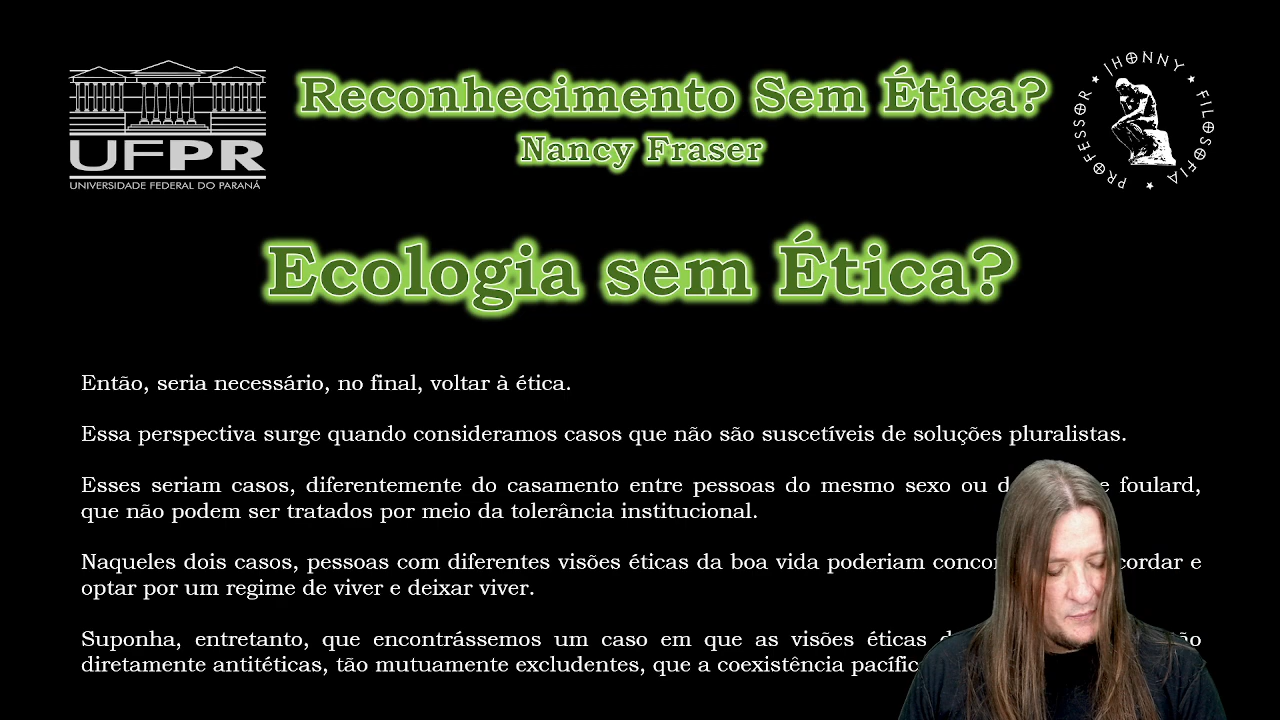 Reconhecimento Sem Ética?
Nancy Fraser
UFPR
UNIVERSIDADE FEDERAL DO PARANÁ
PROFESSOR JHONNY FILOSOFIA
Ecologia sem Ética?
Então, seria necessário, no final, voltar à ética.
Essa perspectiva surge quando consideramos casos que não são suscetíveis de soluções pluralistas.
Esses seriam casos, diferentemente do casamento entre pessoas do mesmo sexo ou foulard,
que não podem ser tratados por meio da tolerância institucional.
Naqueles dois casos, pessoas com diferentes visões éticas da boa vida poderiam e
optar por um regime de viver e deixar viver.
Suponha, entretanto, que encontrássemos um caso em que as visões éticas
diretamente antitéticas, tão mutuamente excludentes, que a coexistência